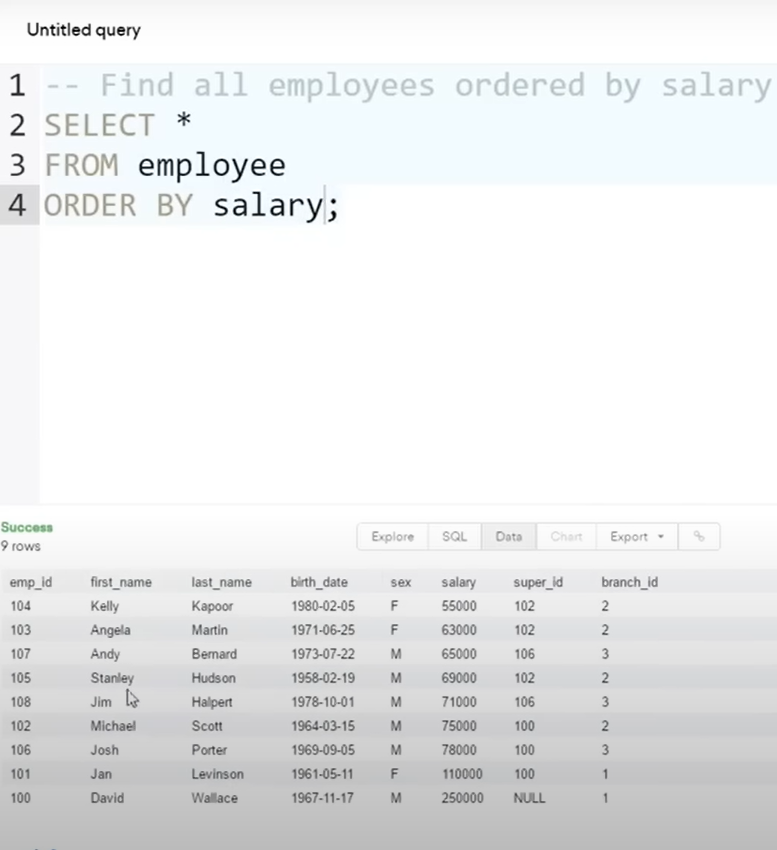 Untitled query
1 -- Find all employees ordered by salary
2 SELECT *
3 FROM employee
4 ORDER BY salary;
Success
9 rows
Explore SQL Data Chart Export
emp_id first_name last_name birth_date sex salary super_id branch_id
104 Kelly Kapoor 1980-02-05 F 55000 102 2
103 Angela Martin 1971-06-25 F 63000 102 2
107 Andy Bernard 1973-07-22 M 65000 106 3
105 Stanley Hudson 1958-02-19 M 69000 102 2
108 Jim Halpert 1978-10-01 M 71000 106 3
102 Michael Scott 1964-03-15 M 75000 100 2
106 Josh Porter 1969-09-05 M 78000 100 3
101 Jan Levinson 1961-05-11 F 110000 100 1
100 David Wallace 1967-11-17 M 250000 NULL 1